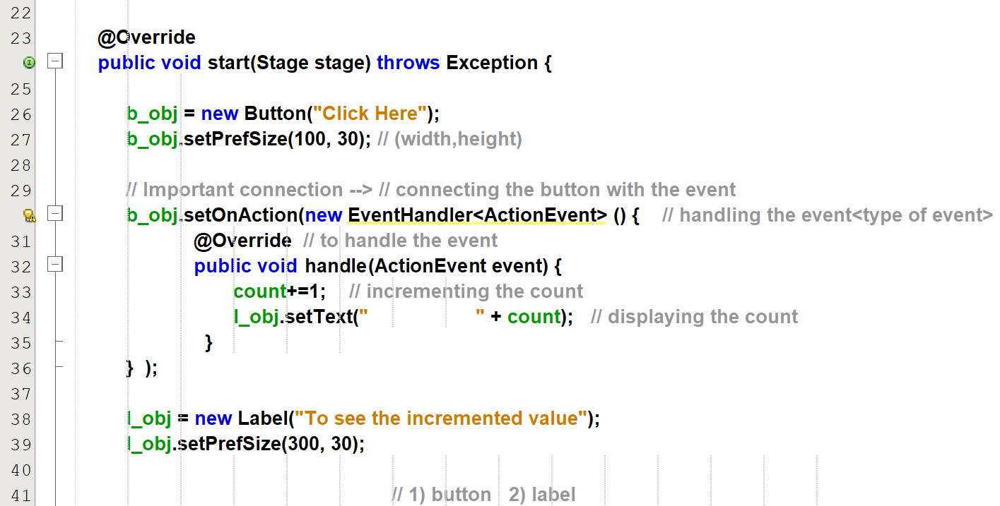 22
23 @Override
public void start(Stage stage) throws Exception {
25
26 b_obj = new Button("Click Here");
27 b_obj.setPrefSize(100, 30); // (width,height)
28
29 // Important connection --> // connecting the button with the event
b_obj.setOnAction(new EventHandler<ActionEvent> () { // handling the event<type of event>
31 @Override // to handle the event
32 public void handle(ActionEvent event) {
33 count+=1; // incrementing the count
34 l_obj.setText("                   " + count); // displaying the count
35 }
36 } );
37
38 l_obj = new Label("To see the incremented value");
39 l_obj.setPrefSize(300, 30);
40
41 // 1) button 2) label